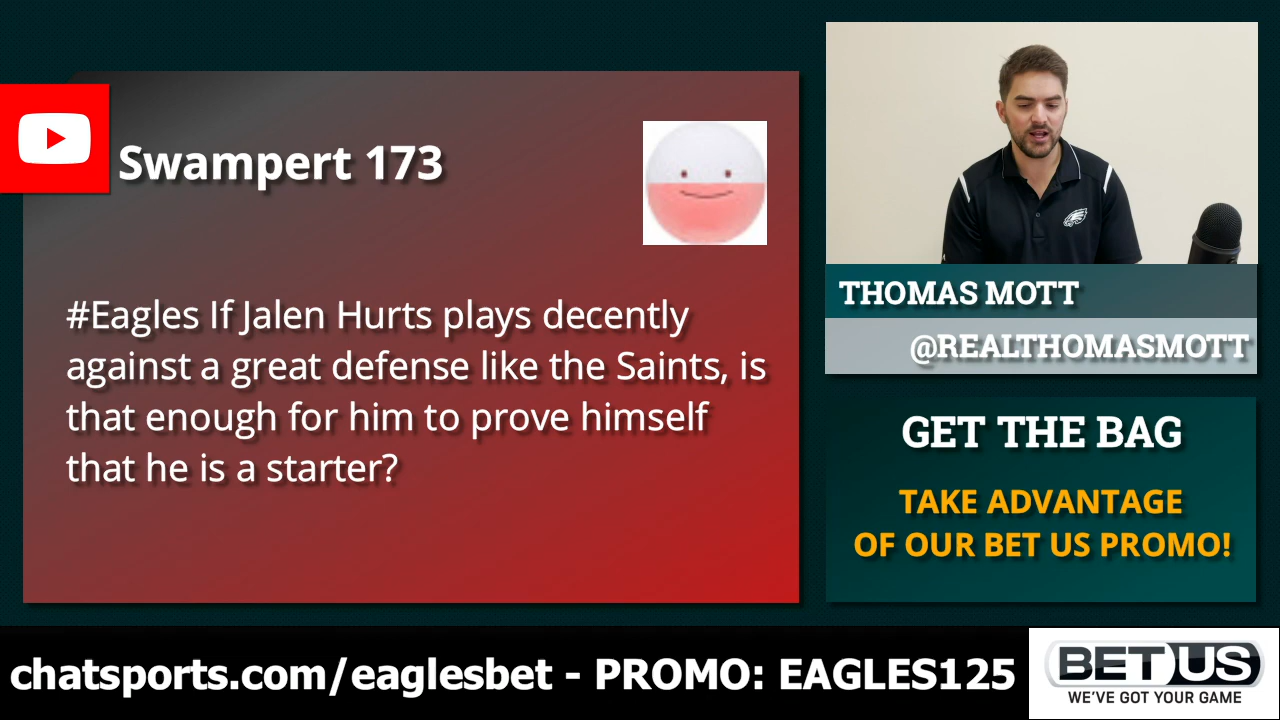 Swampert 173
#Eagles If Jalen Hurts plays decently
against a great defense like the Saints, is
that enough for him to prove himself
that he is a starter?
THOMAS MOTT
@REALTHOMASMOTT
GET THE BAG
TAKE ADVANTAGE
OF OUR BET US PROMO!
chatsports.com/eaglesbet - PROMO: EAGLES125
BETUS
WE'VE GOT YOUR GAME